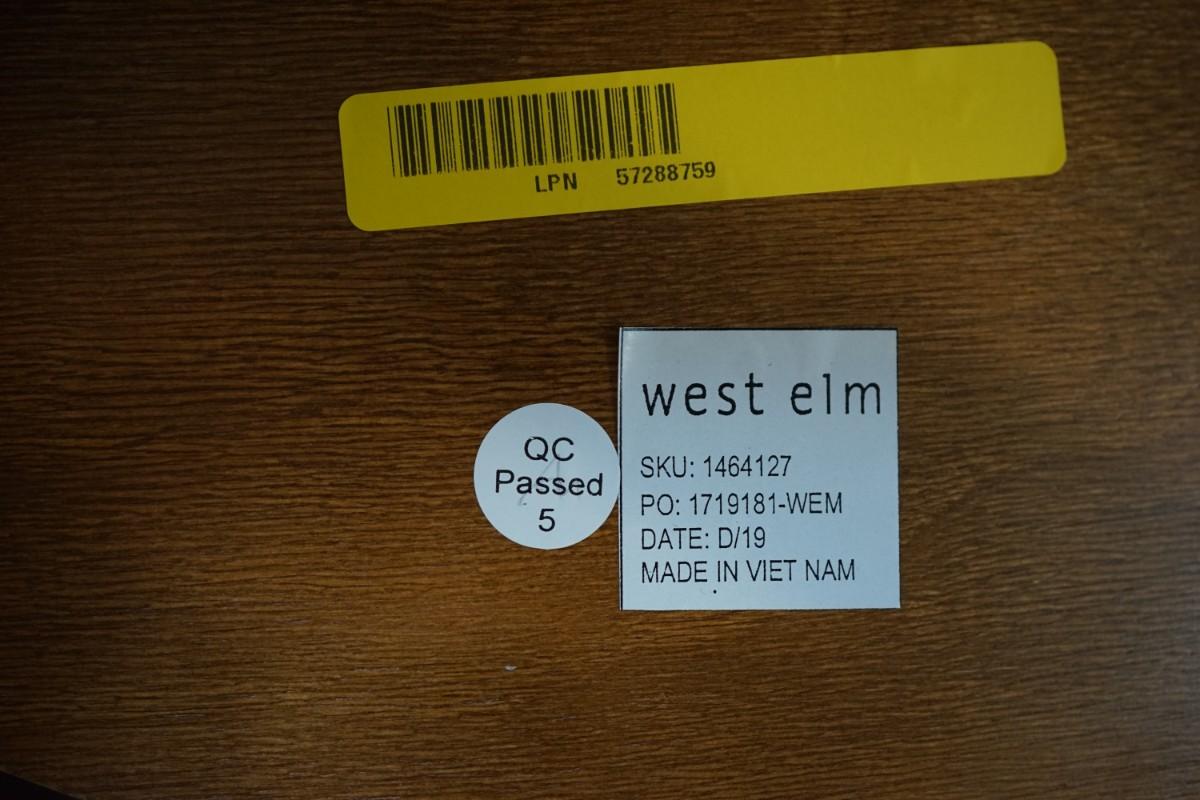 LPN 57288759
QC
Passed
5
west elm
SKU: 1464127
PO: 1719181-WEM
DATE: D/19
MADE IN VIET NAM